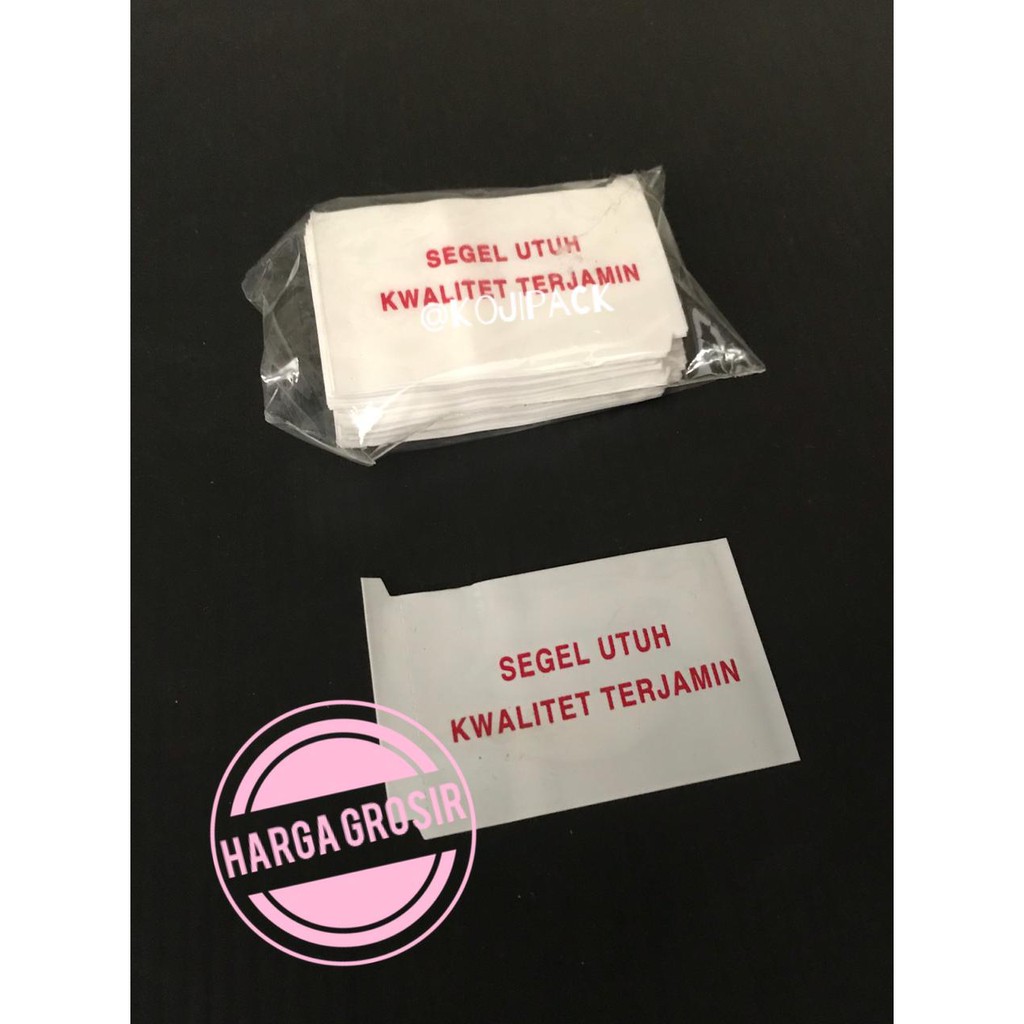 SEGEL UTUH
KWALITET TERJAMIN
@KOJIPACK
SEGEL UTUH
KWALITET TERJAMIN
HARGA GROSIR